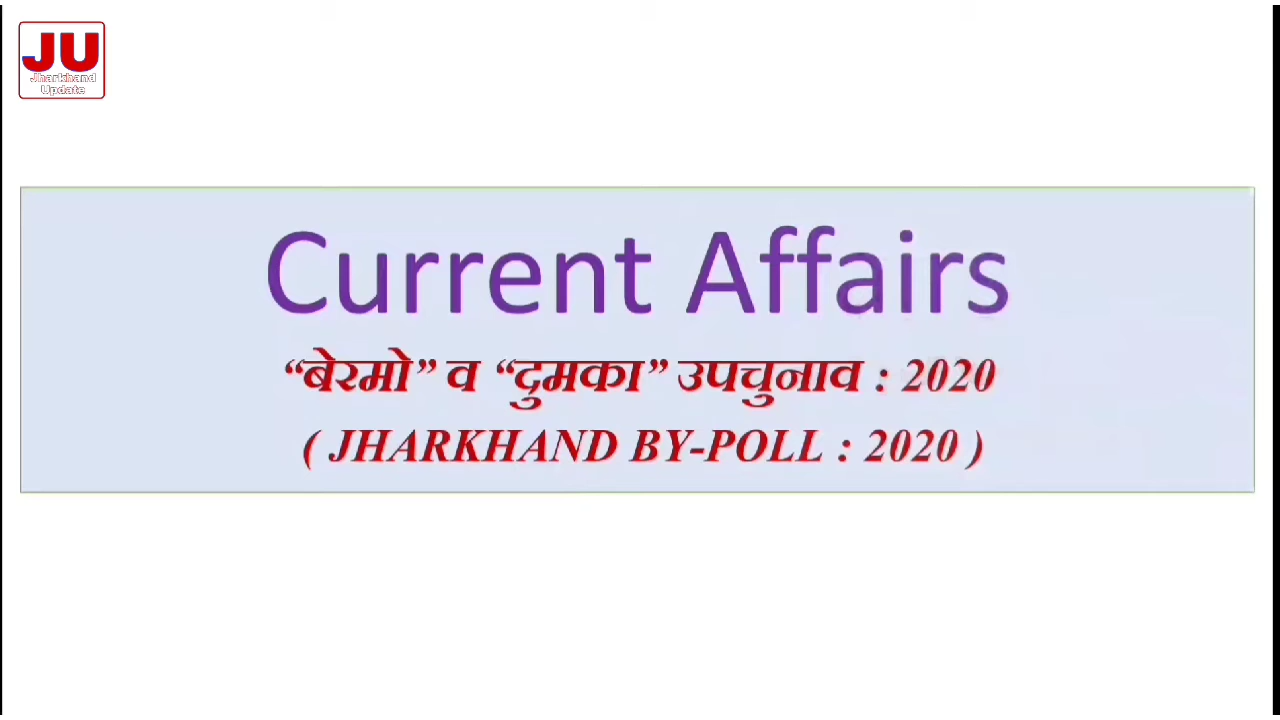 JU
Jharkhand
Update
Current Affairs
“बेरमो” व “दुमका” उपचुनाव : 2020
( JHARKHAND BY-POLL : 2020 )